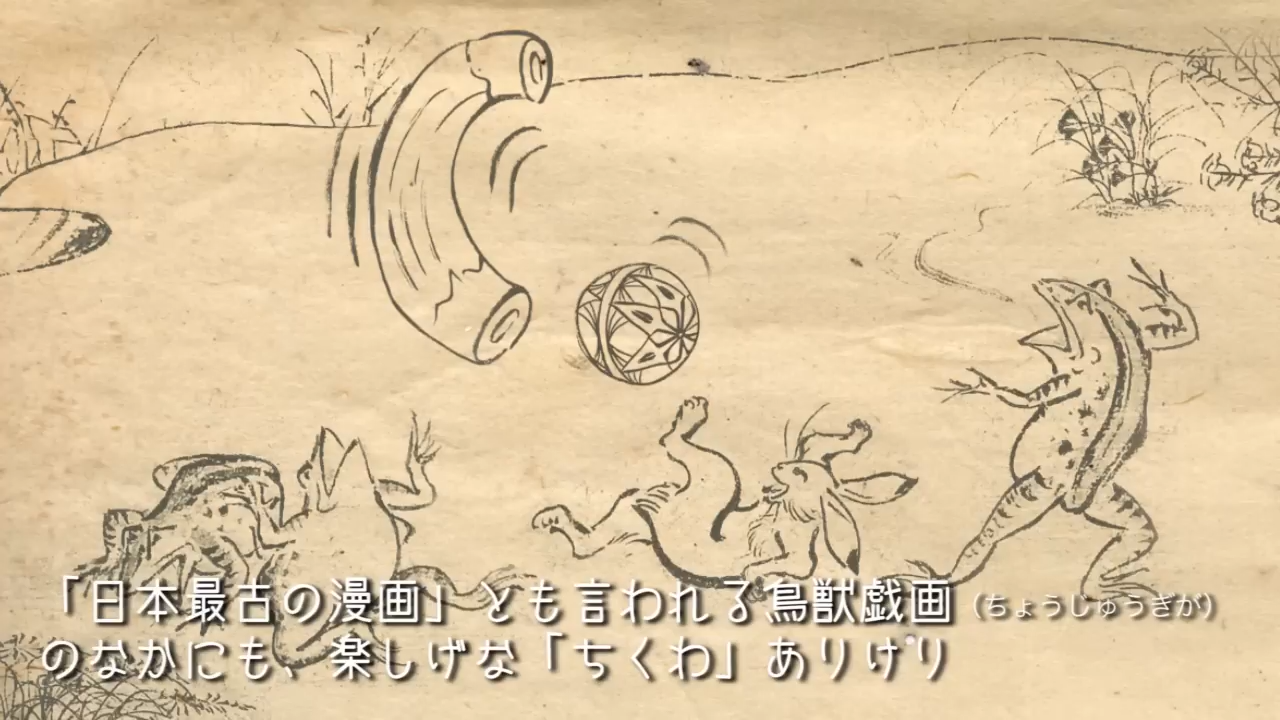 「日本最古の漫画」とも言われる鳥獣戯画（ちょうじゅうぎが）
のなかにも、楽しげな「ちくわ」ありけり